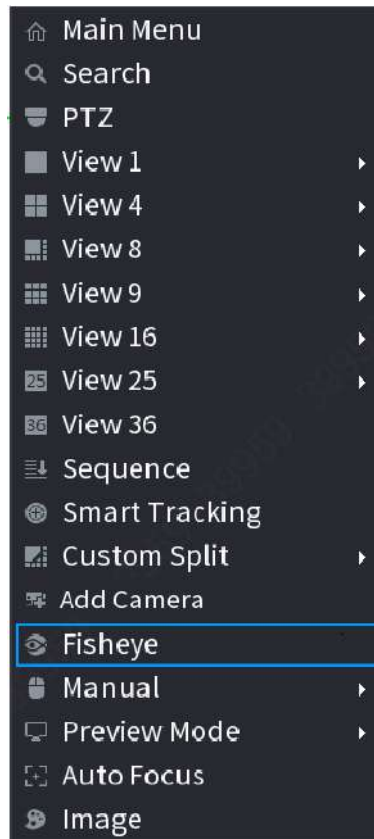 Main Menu
Search
PTZ
View 1
View 4
View 8
View 9
View 16
25 View 25
36 View 36
Sequence
Smart Tracking
Custom Split
Add Camera
Fisheye
Manual
Preview Mode
Auto Focus
Image